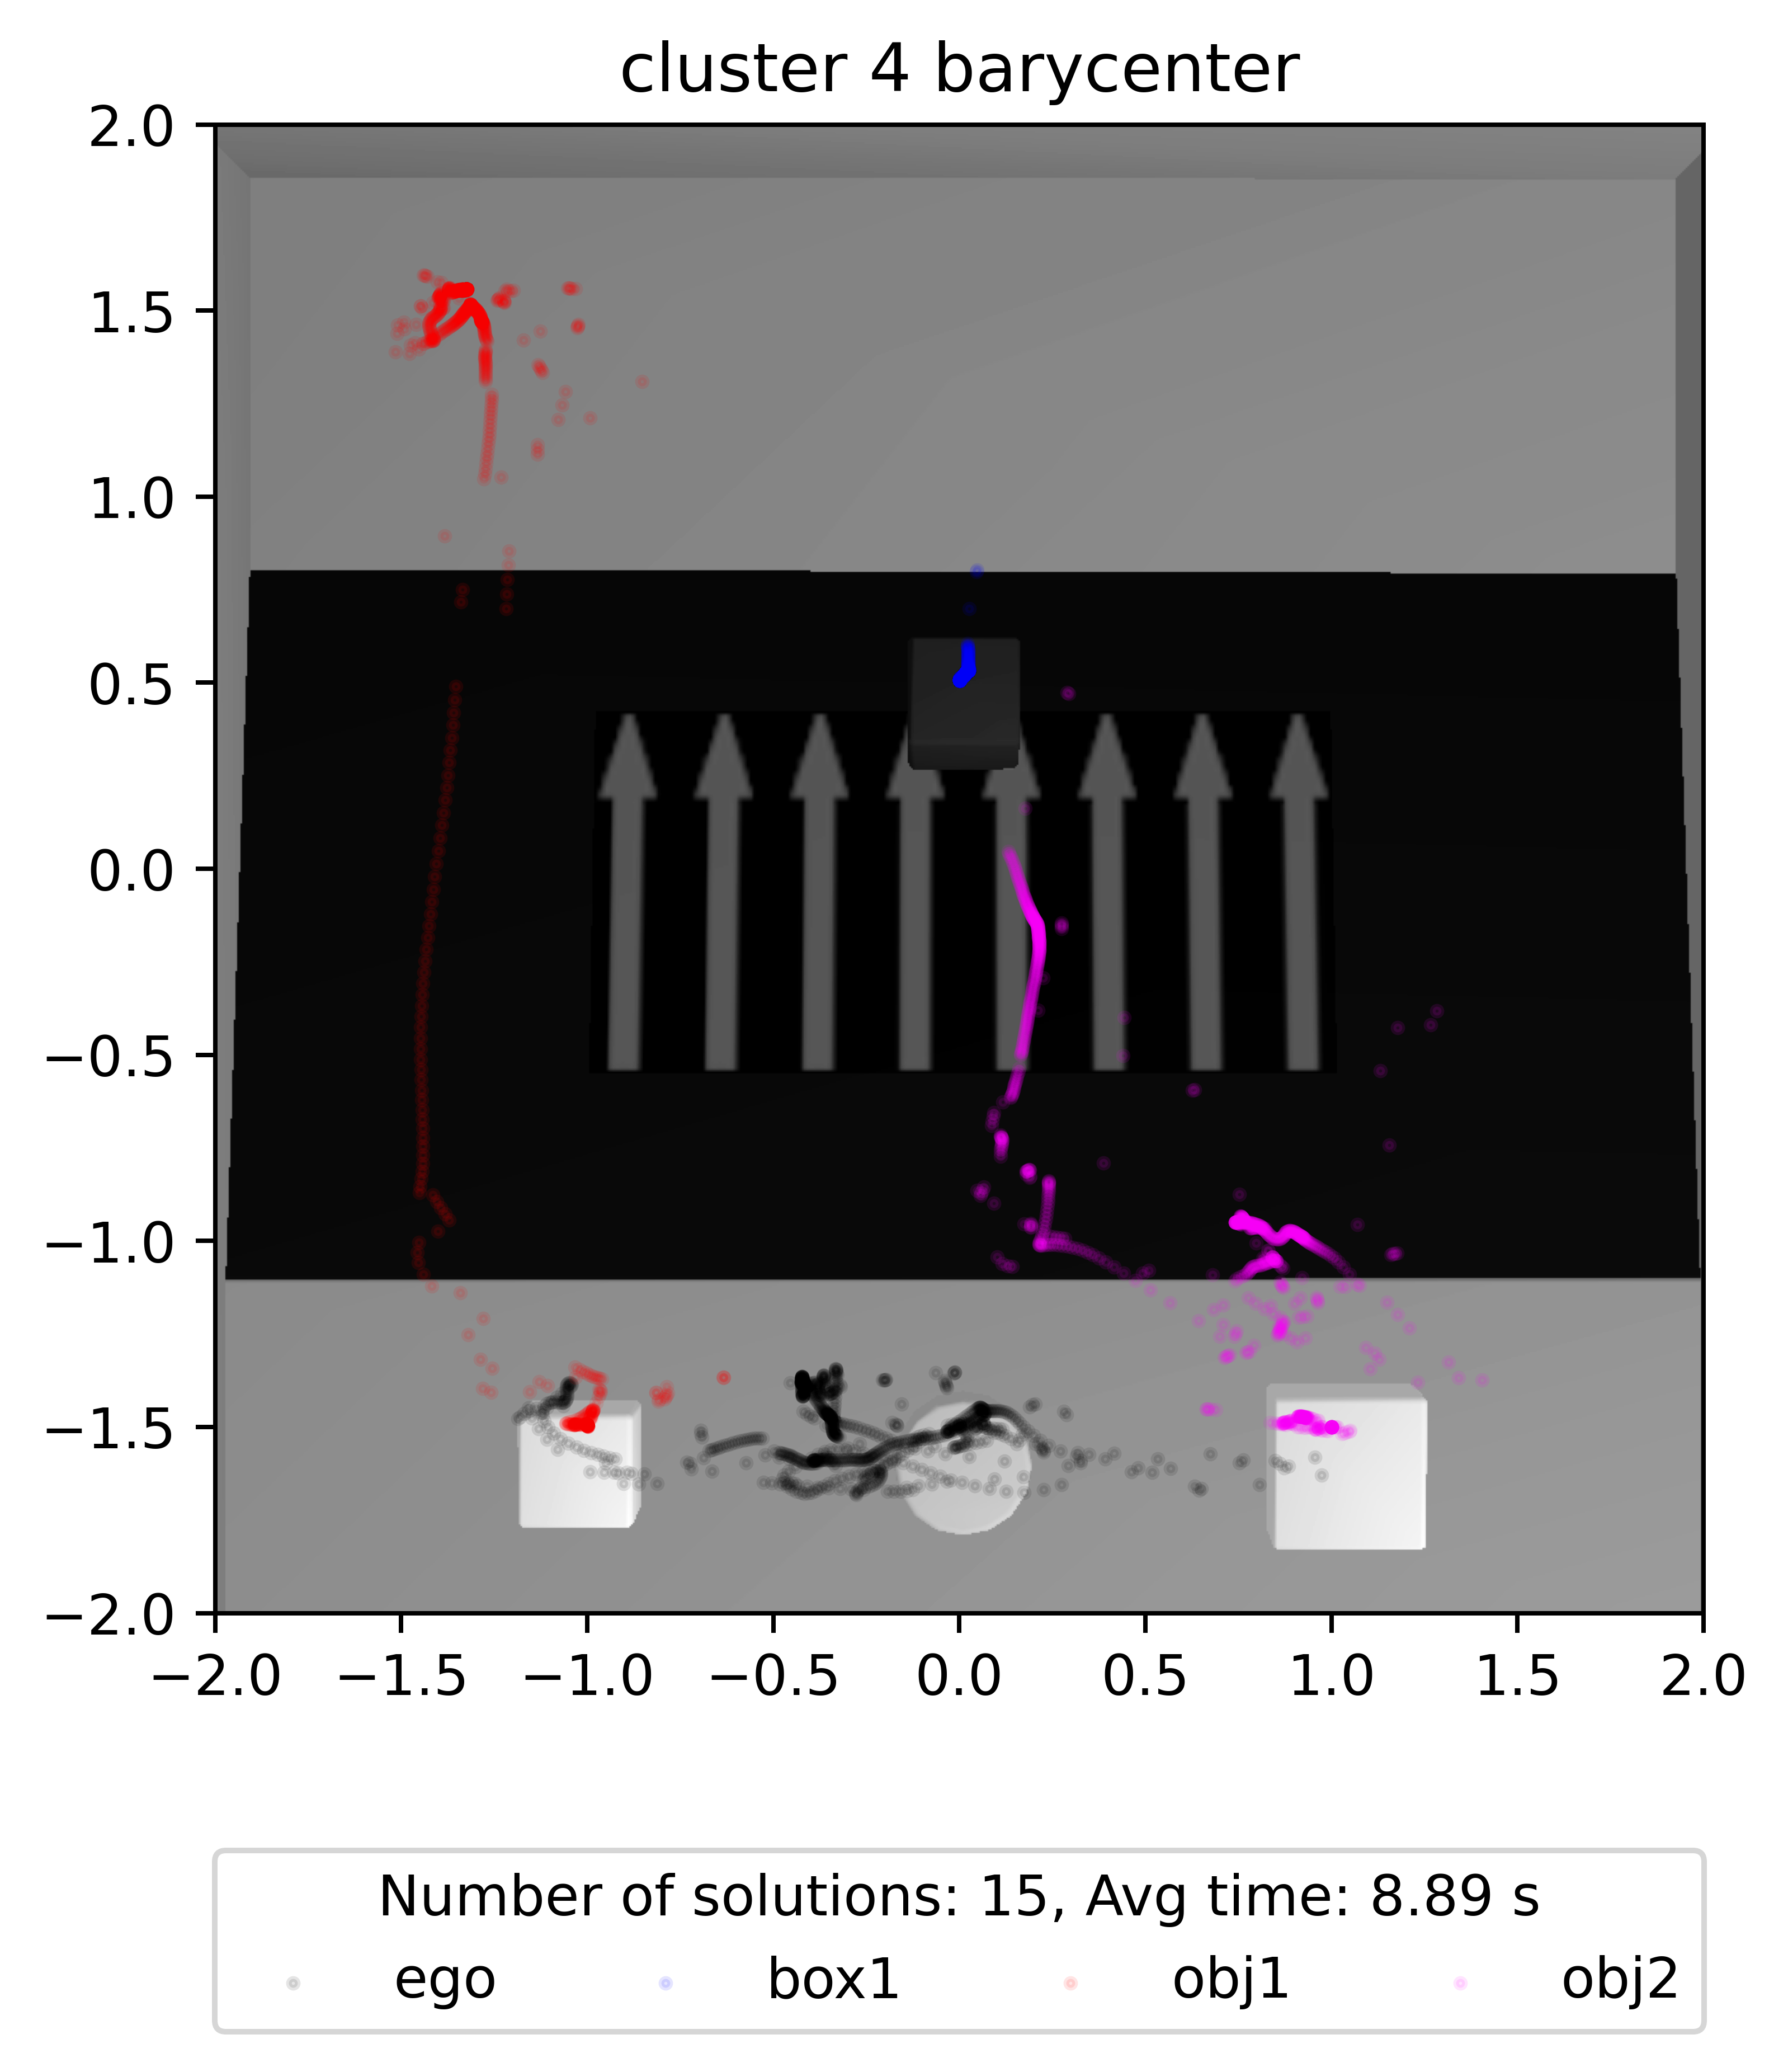 cluster 4 barycenter
2.0
1.5
1.0
0.5
0.0
−0.5
−1.0
−1.5
−2.0
−2.0 −1.5 −1.0 −0.5 0.0 0.5 1.0 1.5 2.0
Number of solutions: 15, Avg time: 8.89 s
ego box1 obj1 obj2